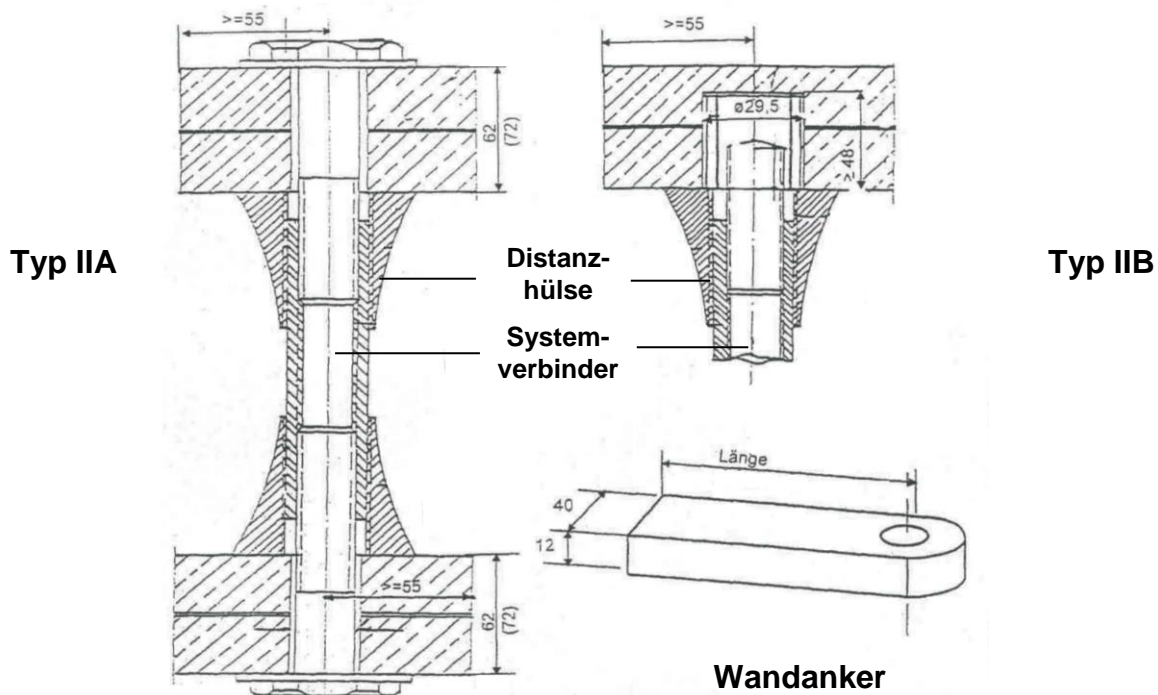 >=55
62
(72)
Typ IIA
>=55
62
(72)
Distanz-
hülse
System-
verbinder
>=55
ø29,5
≥48
Typ IIB
Länge
40
12
Wandanker